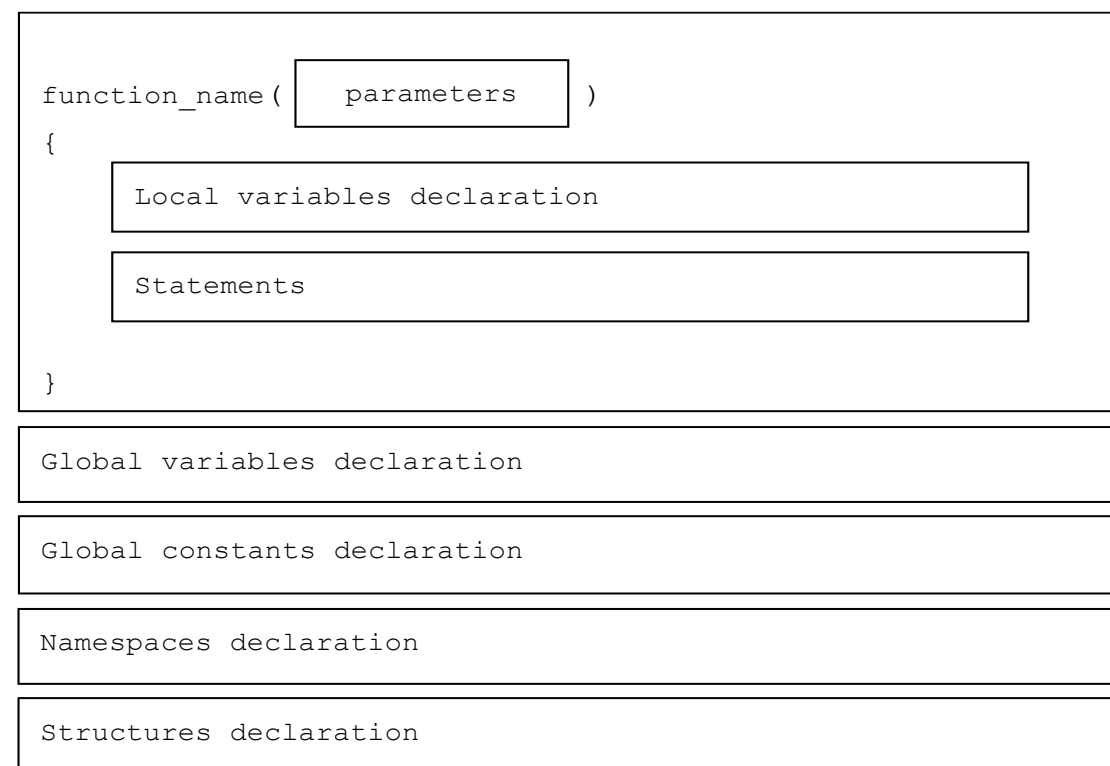 function_name( parameters )
{
Local variables declaration
Statements
}
Global variables declaration
Global constants declaration
Namespaces declaration
Structures declaration